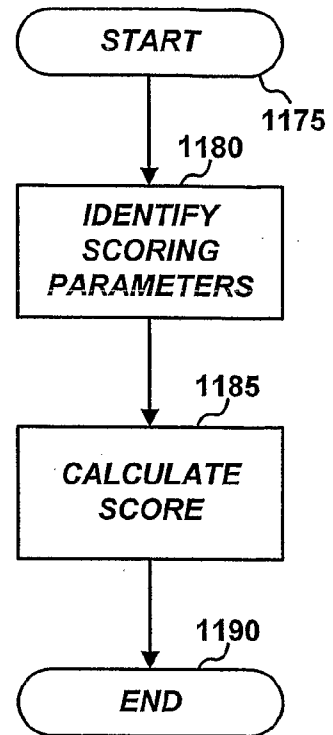 START
1175
1180
IDENTIFY
SCORING
PARAMETERS
1185
CALCULATE
SCORE
1190
END